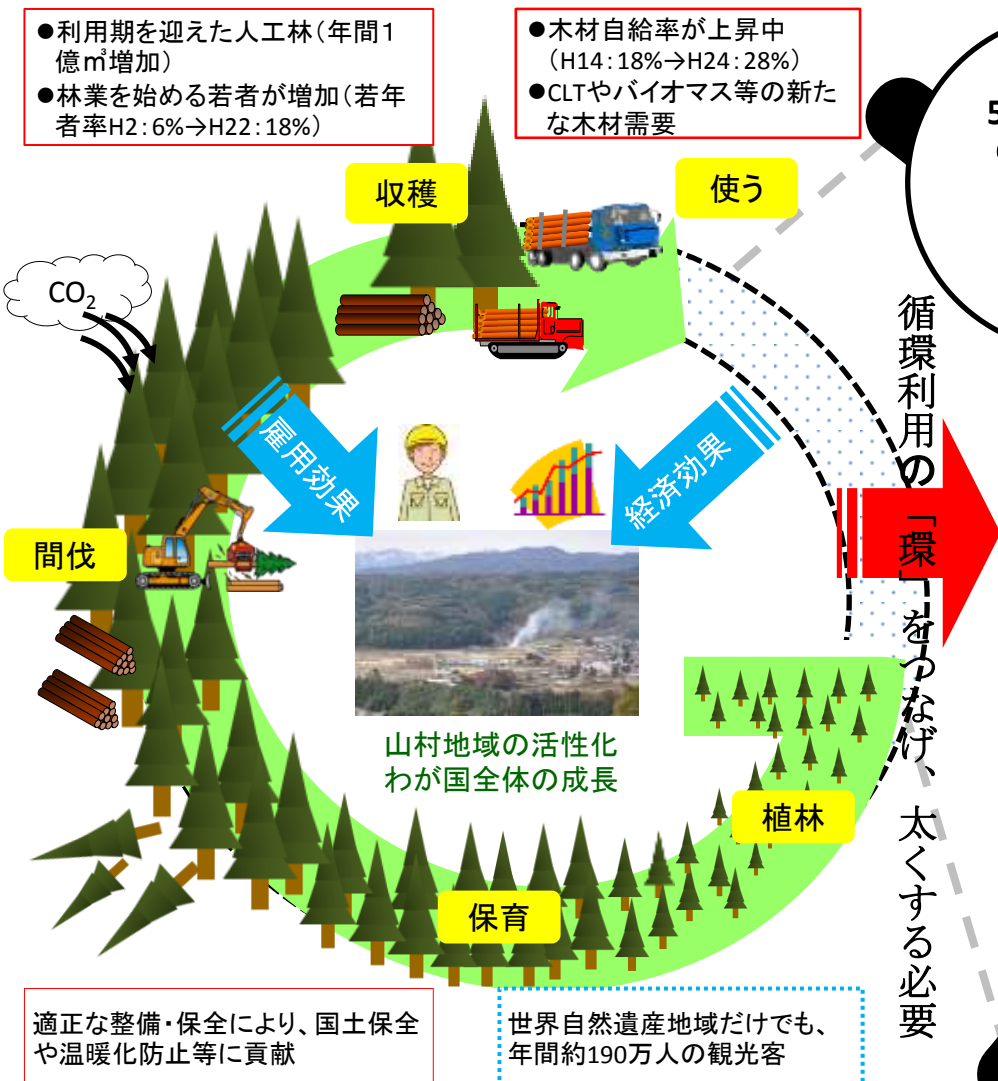 ●利用期を迎えた人工林（年間１
億㎥増加）
●林業を始める若者が増加（若年
者率H2：6%→H22：18%）
●木材自給率が上昇中
（H14：18%→H24：28%）
●CLTやバイオマス等の新た
な木材需要
5
(
収穫
使う
CO₂
雇用効果
経済効果
間伐
山村地域の活性化
わが国全体の成長
植林
保育
循環利用の「環」をつなげ、太くする必要
適正な整備・保全により、国土保全
や温暖化防止等に貢献
世界自然遺産地域だけでも、
年間約190万人の観光客